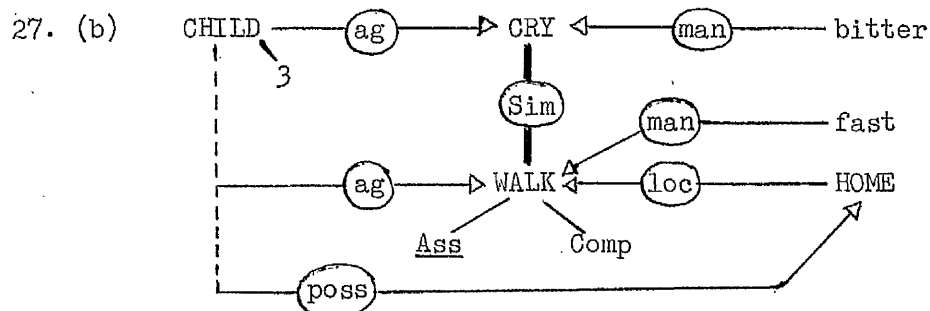 27. (b) CHILD ag CRY man bitter
3
Sim
man fast
ag WALK loc HOME
Ass Comp
poss